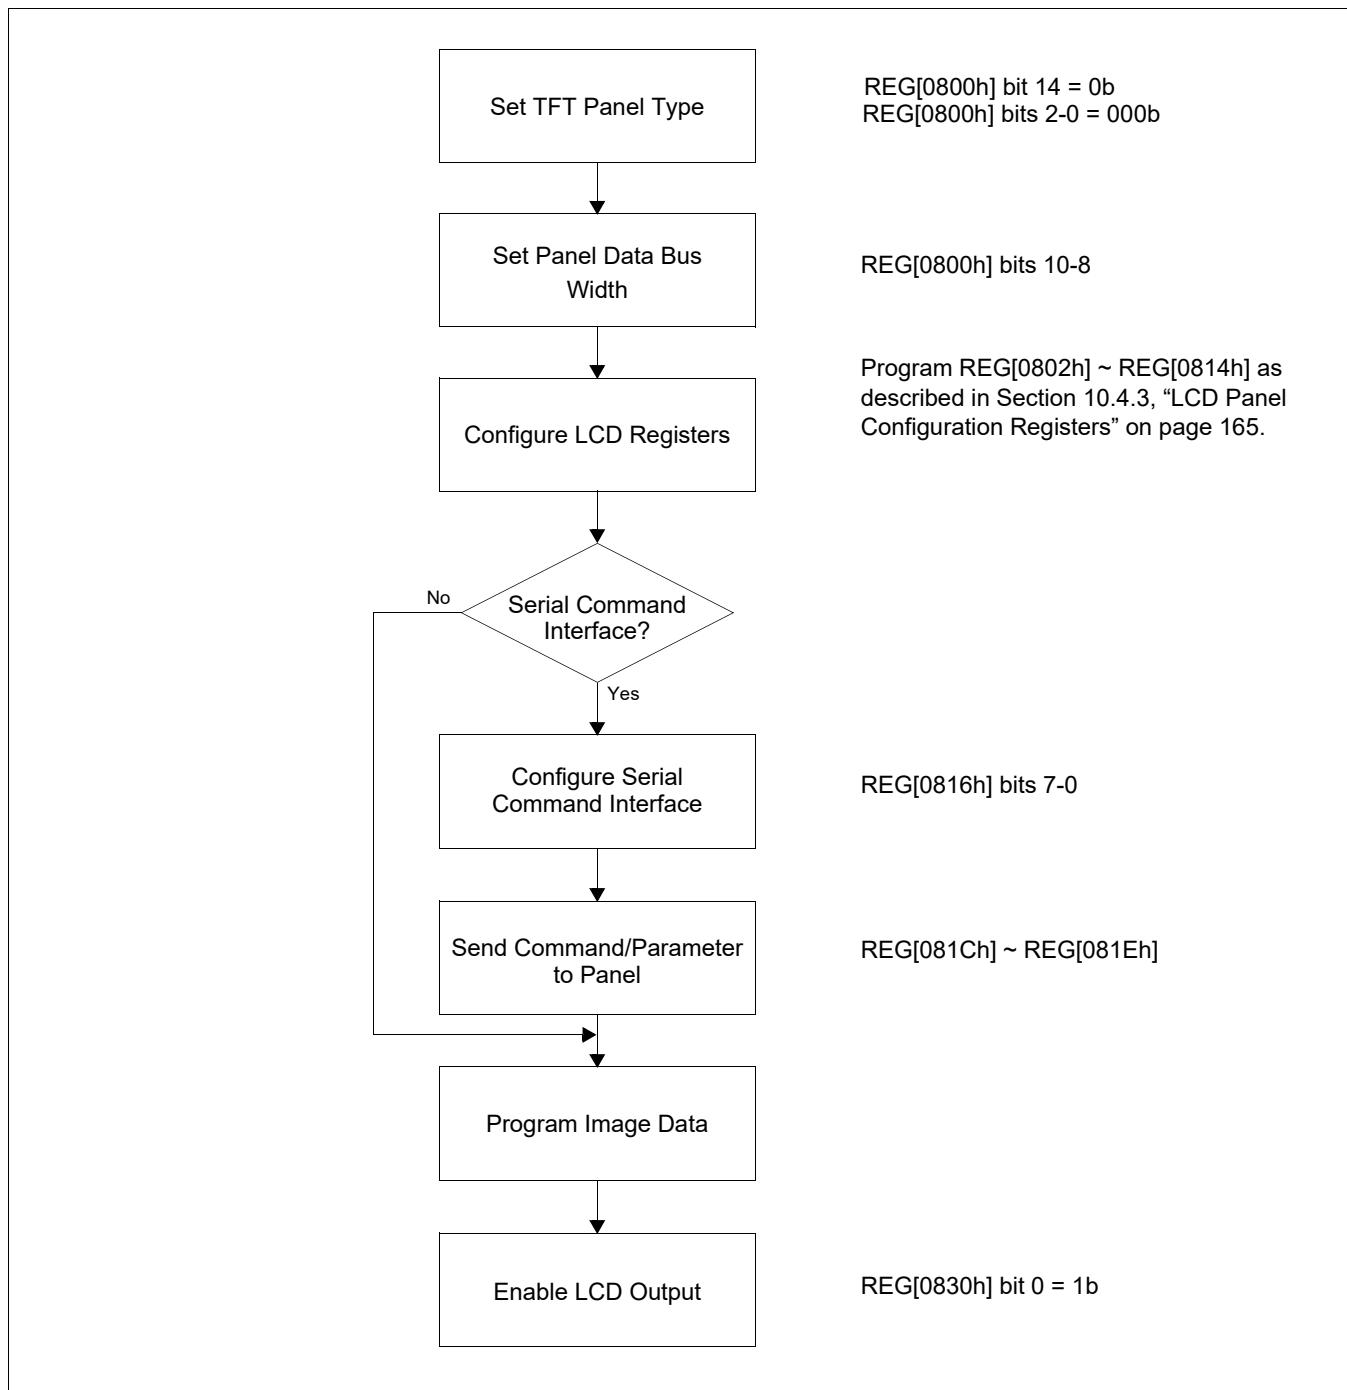 Set TFT Panel Type
REG[0800h] bit 14 = 0b
REG[0800h] bits 2-0 = 000b
Set Panel Data Bus
Width
REG[0800h] bits 10-8
Configure LCD Registers
Program REG[0802h] ~ REG[0814h] as
described in Section 10.4.3, “LCD Panel
Configuration Registers” on page 165.
Serial Command
Interface?
No
Yes
Configure Serial
Command Interface
REG[0816h] bits 7-0
Send Command/Parameter
to Panel
REG[081Ch] ~ REG[081Eh]
Program Image Data
Enable LCD Output
REG[0830h] bit 0 = 1b